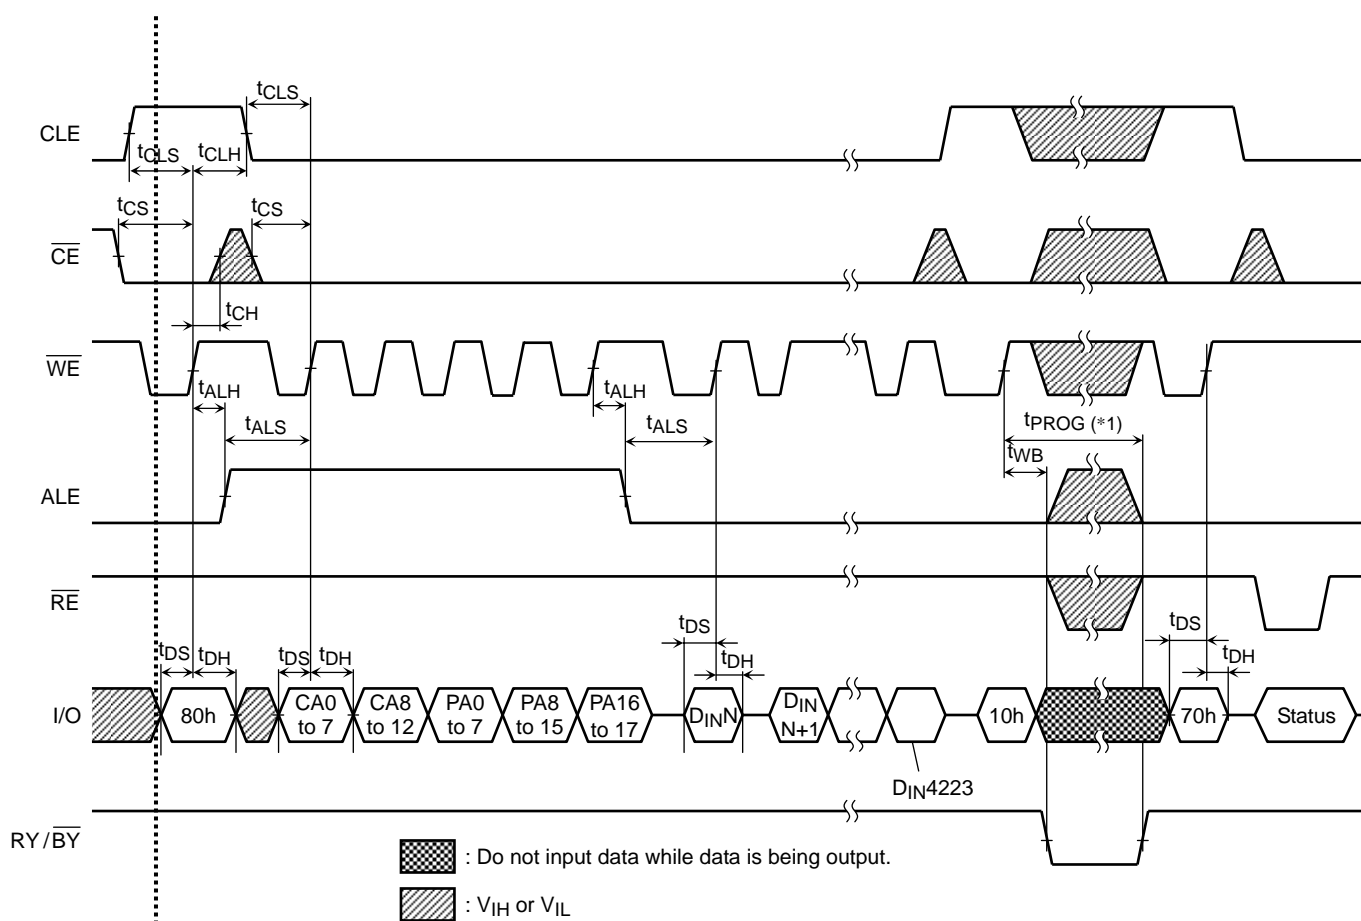 tCLS
CLE
tCLS tCLH
tCS tCS
CE
tCH
WE
tALH tALH
tALS tALS tPROG (*1)
tWB
ALE
RE
tDS tDS
tDS tDH tDS tDH tDH tDH
I/O
80h
CA0 to 7
CA8 to 12
PA0 to 7
PA8 to 15
PA16 to 17
DINN
DIN N+1
10h
70h
Status
DIN4223
RY/BY
: Do not input data while data is being output.
: VIH or VIL